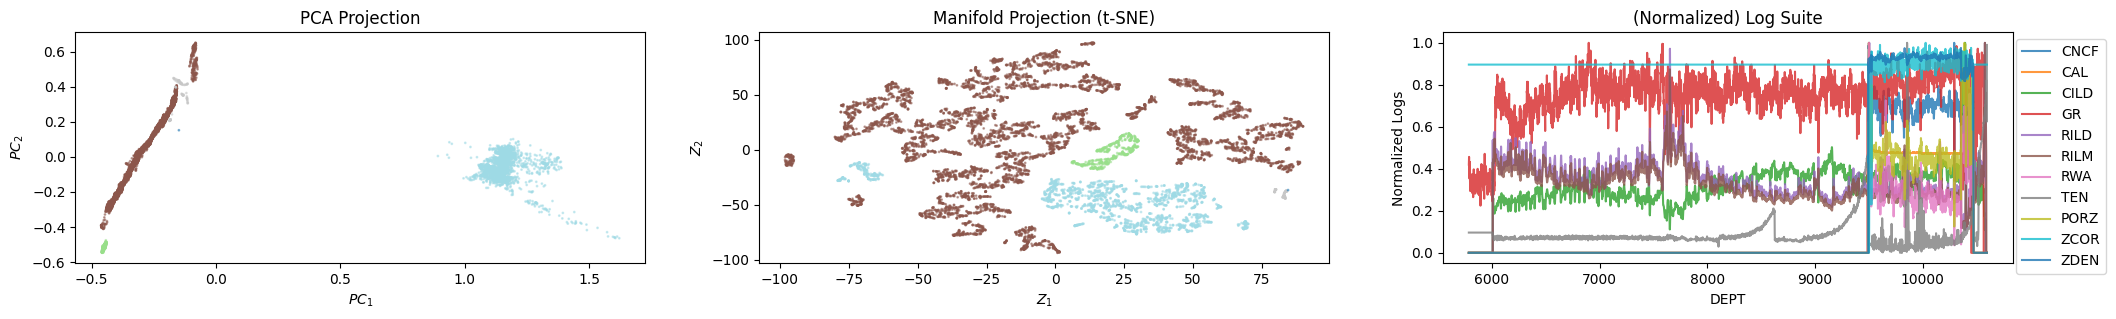 PCA Projection
PC2
0.6
0.4
0.2
0.0
−0.2
−0.4
−0.6
−0.5 0.0 0.5 1.0 1.5
PC1
Manifold Projection (t-SNE)
Z2
100
50
0
−50
−100
−100 −75 −50 −25 0 25 50 75
Z1
(Normalized) Log Suite
Normalized Logs
1.0
0.8
0.6
0.4
0.2
0.0
6000 7000 8000 9000 10000
DEPT
CNCF
CAL
CILD
GR
RILD
RILM
RWA
TEN
PORZ
ZCOR
ZDEN